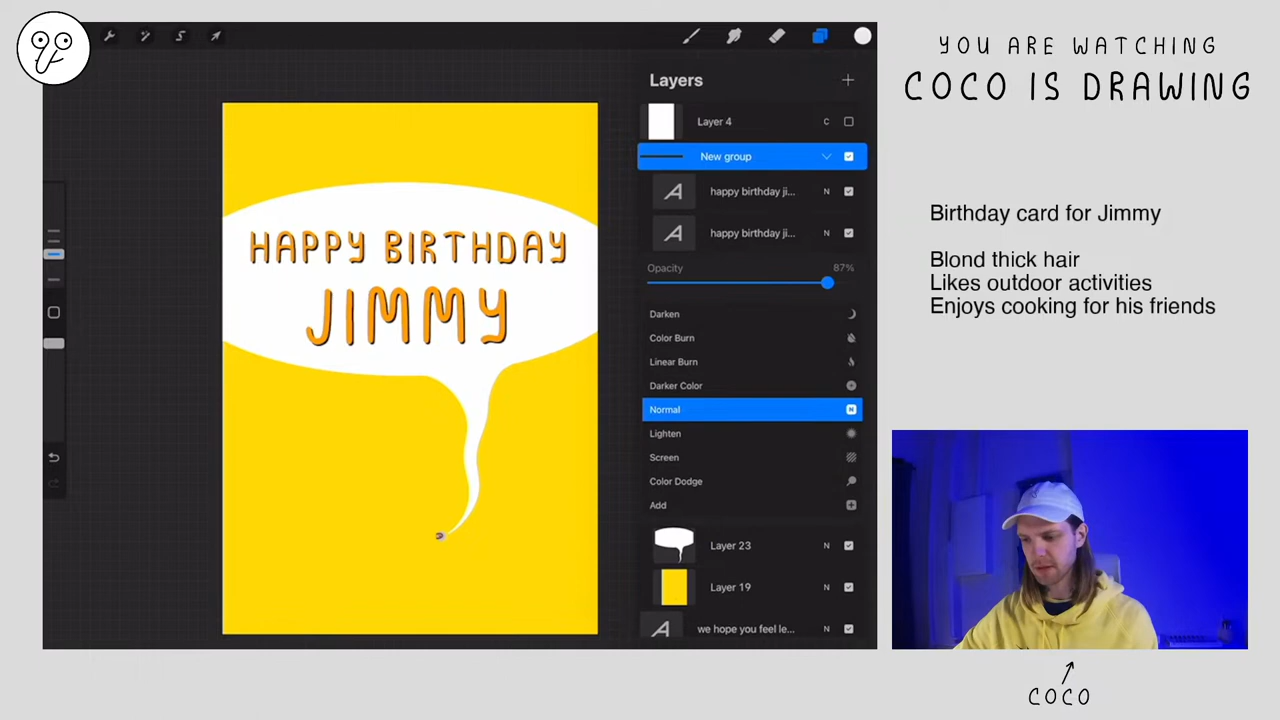 YOU ARE WATCHING
COCO IS DRAWING
Layers
Layer 4 C
New group
happy birthday ji... N
happy birthday ji... N
Opacity 87%
Darken
Color Burn
Linear Burn
Darker Color
Normal N
Lighten
Screen
Color Dodge
Add
Layer 23 N
Layer 19 N
we hope you feel le... N
HAPPY BIRTHDAY
JIMMY
Birthday card for Jimmy
Blond thick hair
Likes outdoor activities
Enjoys cooking for his friends
COCO